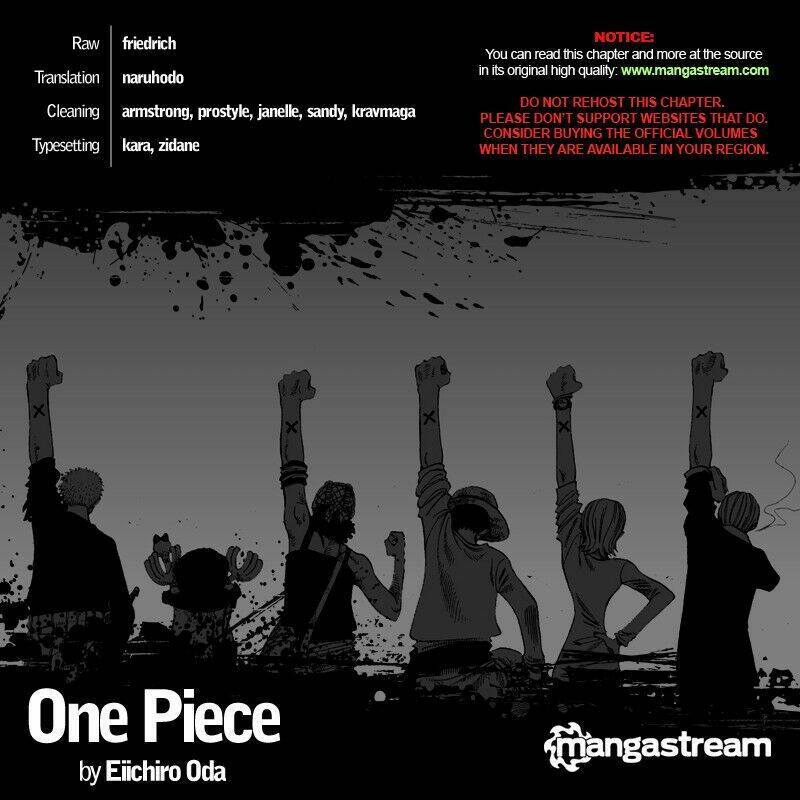 Raw friedrich
Translation naruhodo
Cleaning armstrong, prostyle, janelle, sandy, kravmaga
Typesetting kara, zidane
NOTICE:
You can read this chapter and more at the source
in its original high quality: www.mangastream.com
DO NOT REHOST THIS CHAPTER.
PLEASE DON'T SUPPORT WEBSITES THAT DO.
CONSIDER BUYING THE OFFICIAL VOLUMES
WHEN THEY ARE AVAILABLE IN YOUR REGION.
One Piece
by Eiichiro Oda
mangastream